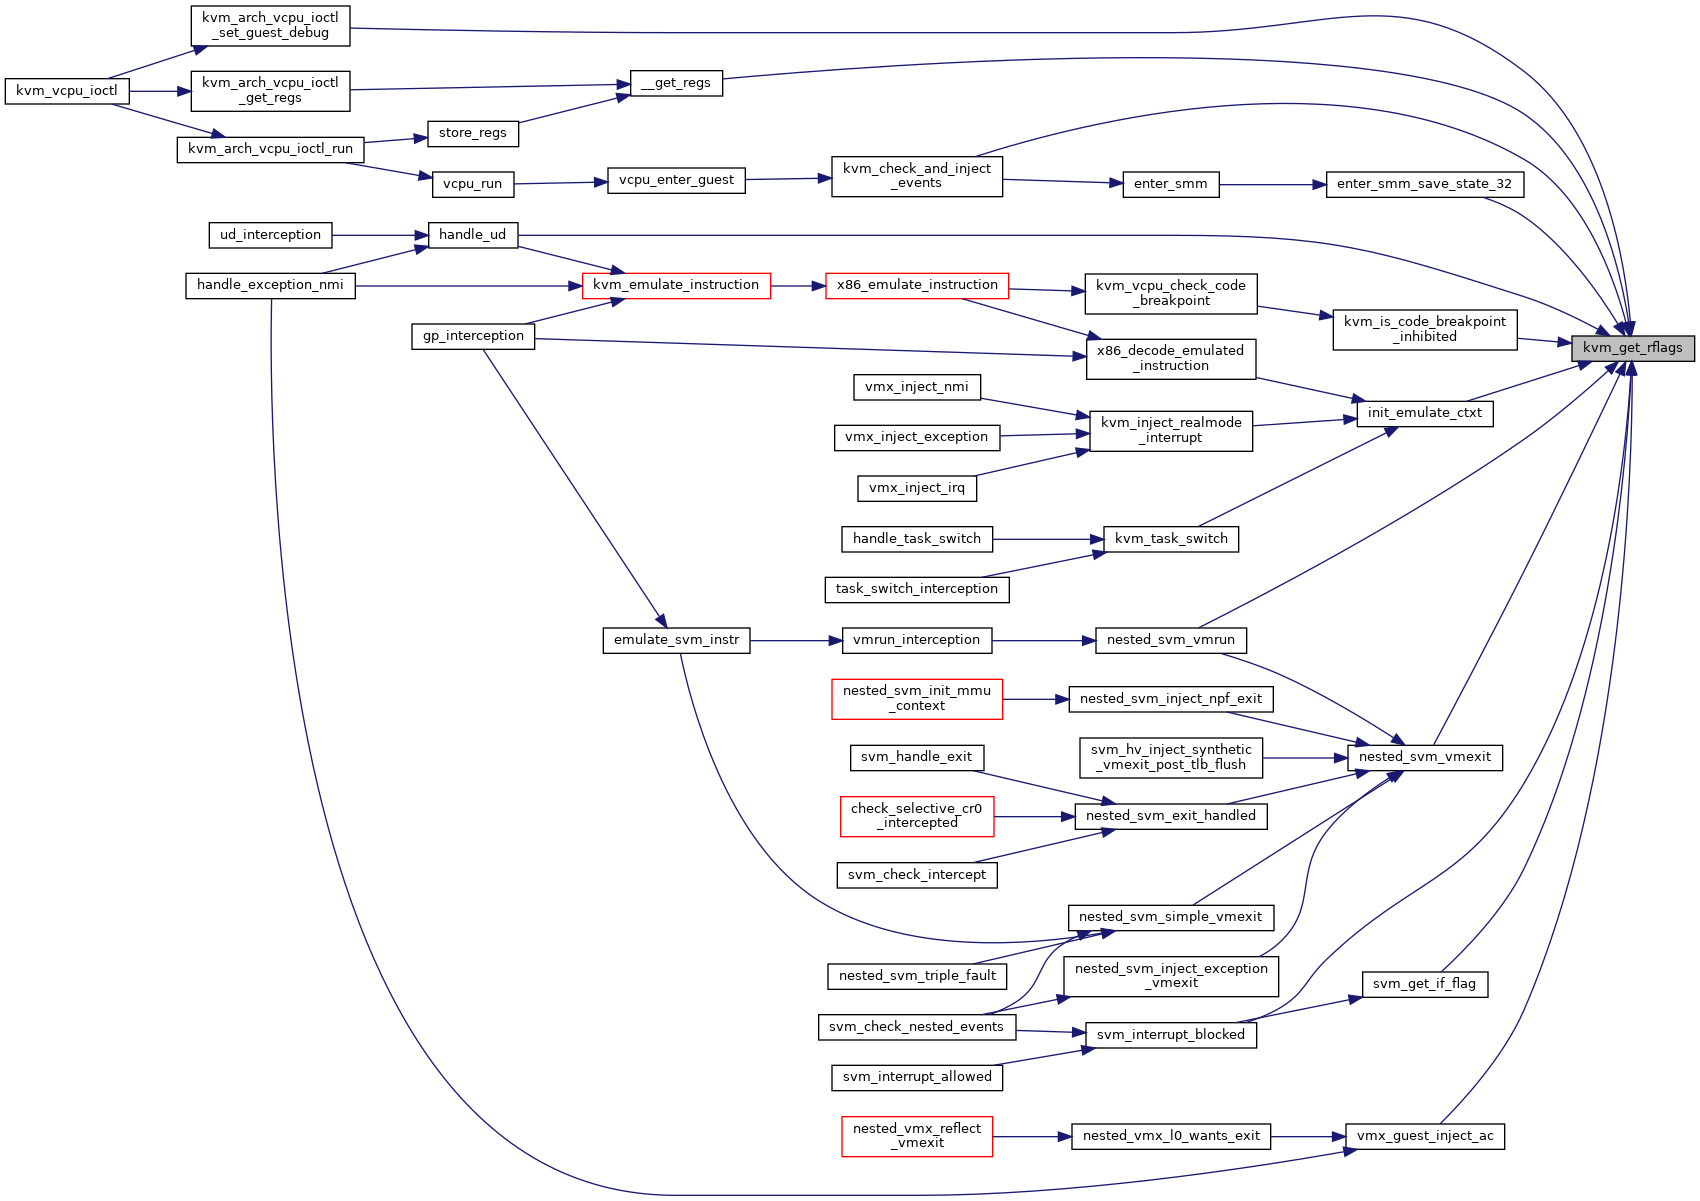 kvm_arch_vcpu_ioctl
_set_guest_debug
kvm_vcpu_ioctl
kvm_arch_vcpu_ioctl
_get_regs
__get_regs
store_regs
kvm_arch_vcpu_ioctl_run
vcpu_run
vcpu_enter_guest
kvm_check_and_inject
_events
enter_smm
enter_smm_save_state_32
ud_interception
handle_ud
handle_exception_nmi
kvm_emulate_instruction
x86_emulate_instruction
kvm_vcpu_check_code
_breakpoint
kvm_is_code_breakpoint
_inhibited
gp_interception
x86_decode_emulated
_instruction
kvm_get_rflags
vmx_inject_nmi
init_emulate_ctxt
kvm_inject_realmode
_interrupt
vmx_inject_exception
vmx_inject_irq
handle_task_switch
kvm_task_switch
task_switch_interception
emulate_svm_instr
vmrun_interception
nested_svm_vmrun
nested_svm_init_mmu
_context
nested_svm_inject_npf_exit
svm_hv_inject_synthetic
_vmexit_post_tlb_flush
nested_svm_vmexit
svm_handle_exit
check_selective_cr0
_intercepted
nested_svm_exit_handled
svm_check_intercept
nested_svm_simple_vmexit
nested_svm_triple_fault
nested_svm_inject_exception
_vmexit
svm_get_if_flag
svm_check_nested_events
svm_interrupt_blocked
svm_interrupt_allowed
nested_vmx_reflect
_vmexit
nested_vmx_l0_wants_exit
vmx_guest_inject_ac